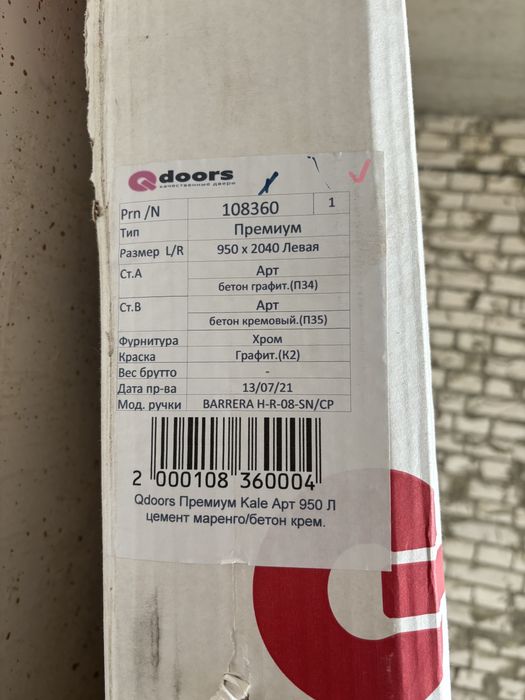 Qdoors
качественные двери
Prn /N 108360 1
Тип Премиум
Размер L/R 950 x 2040 Левая
Ст.А Арт
бетон графит.(П34)
Ст.В Арт
бетон кремовый.(П35)
Фурнитура Хром
Краска Графит.(К2)
Вес брутто -
Дата пр-ва 13/07/21
Мод. ручки BARRERA H-R-08-SN/CP
2 000108 360004
Qdoors Премиум Kale Арт 950 Л
цемент маренго/бетон крем.